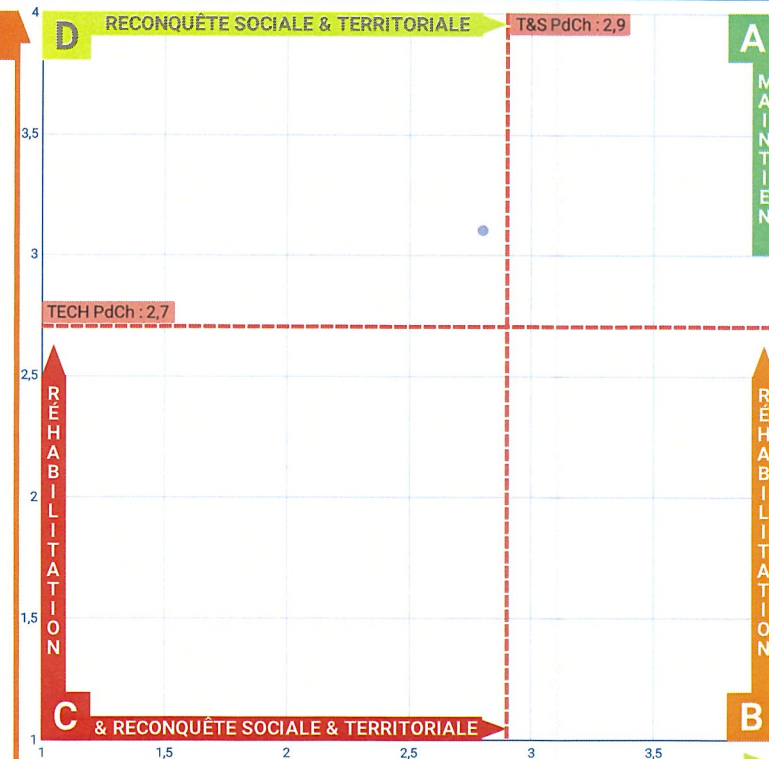 4
D RECONQUÊTE SOCIALE & TERRITORIALE
T&S PdCh : 2,9
A
MAINTIEN
3,5
3
TECH PdCh : 2,7
2,5
RÉHABILITATION
RÉHABILITATION
2
1,5
C & RECONQUÊTE SOCIALE & TERRITORIALE
B
1
1 1,5 2 2,5 3 3,5